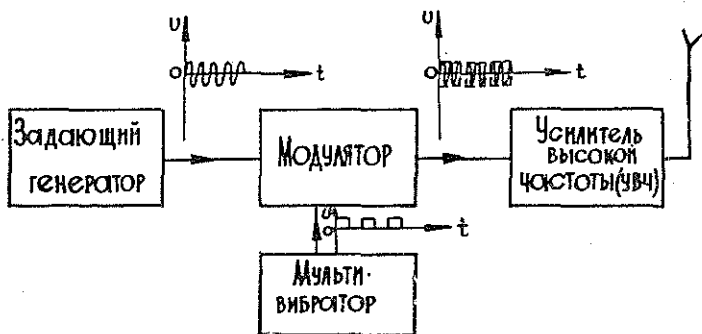 U
O
t
U
O
t
Задающий
генератор
Модулятор
Усилитель
высокой
частоты(УВЧ)
U
O
t
Мульти-
вибратор